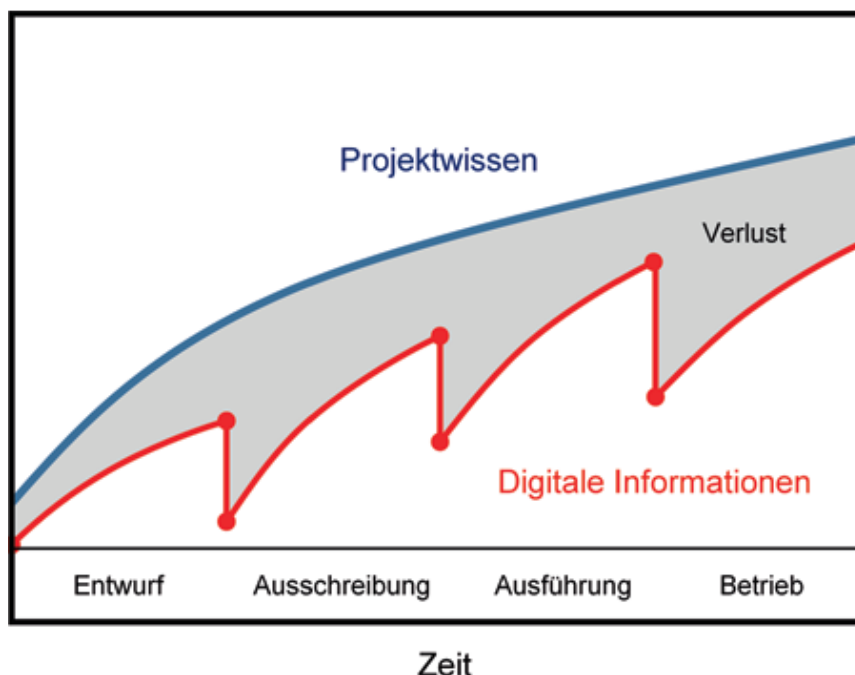 Projektwissen
Verlust
Digitale Informationen
Entwurf Ausschreibung Ausführung Betrieb
Zeit